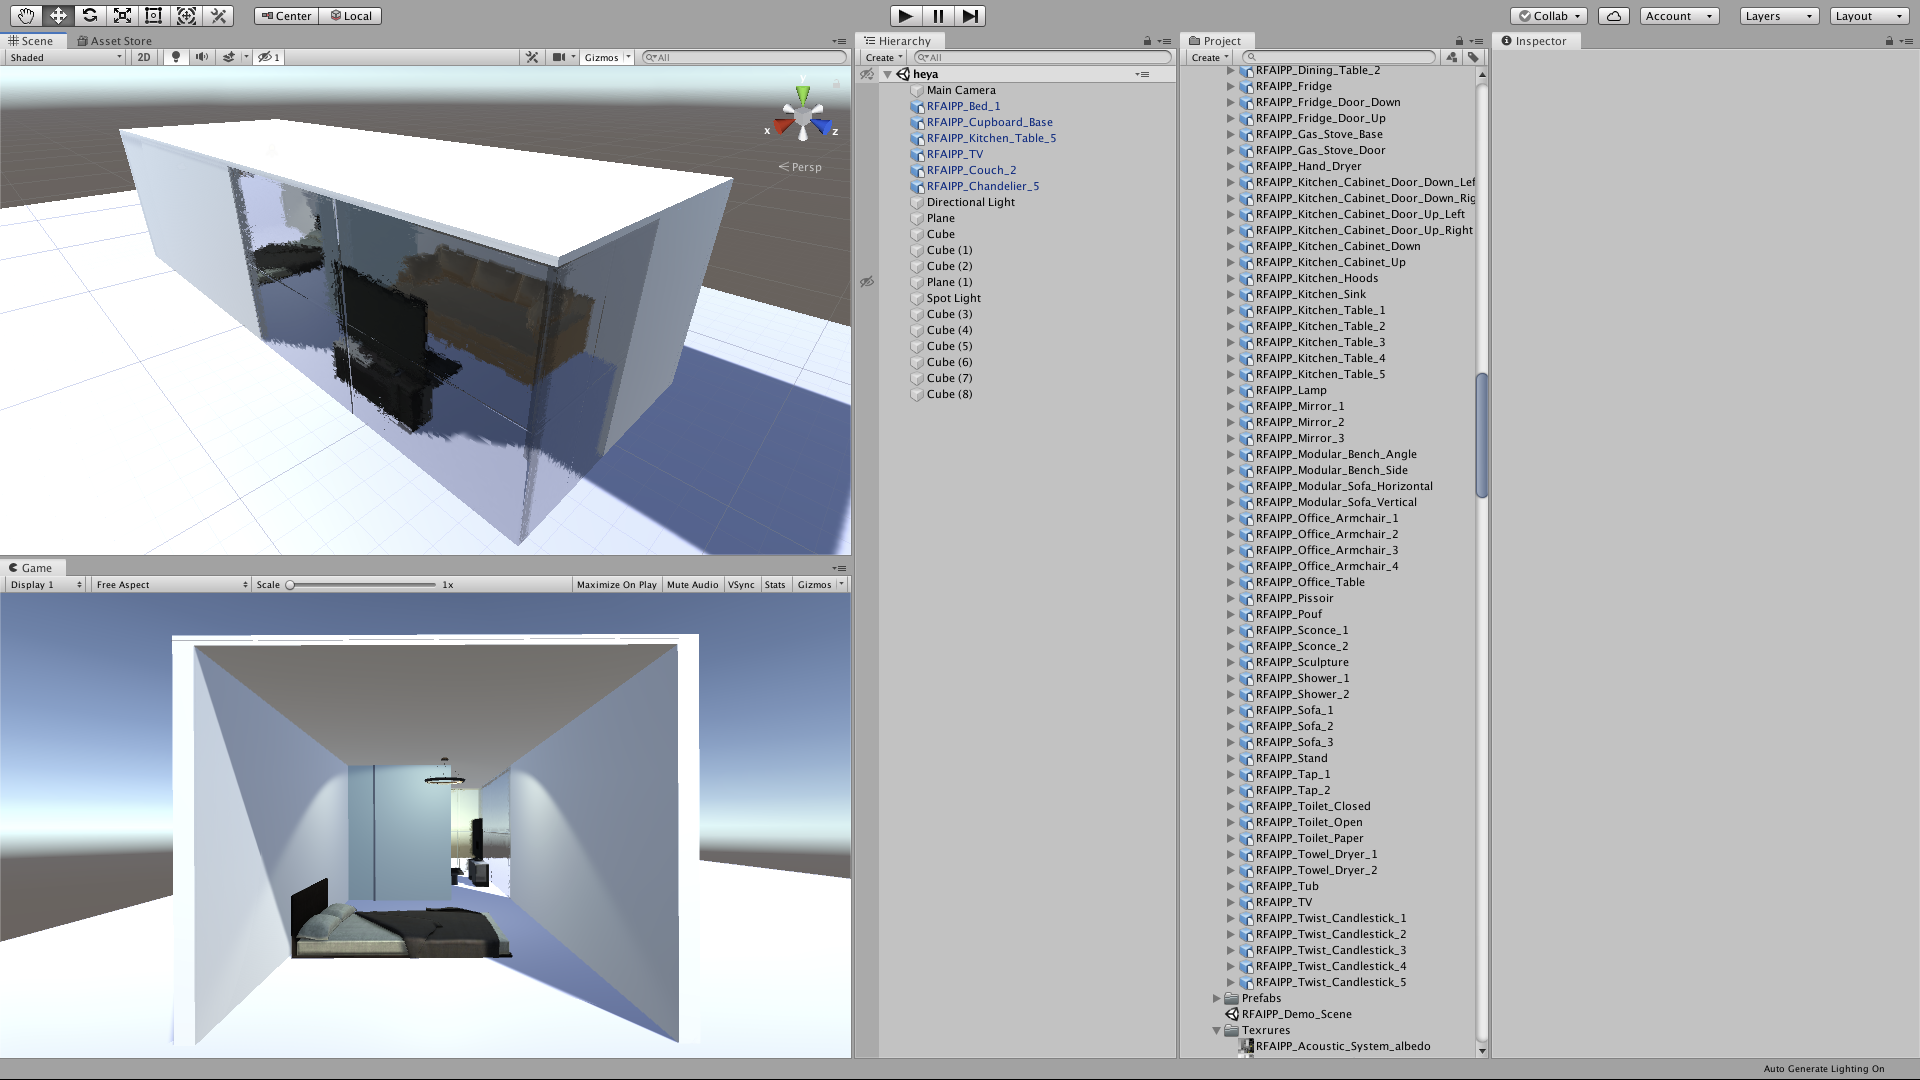 Center Local
Collab
Account
Layers
Layout
Scene Asset Store
Shaded
2D
1
Gizmos
All
Y
x
z
Persp
Game
Display 1
Free Aspect
Scale
1x
Maximize On Play
Mute Audio
VSync
Stats
Gizmos
Hierarchy
Create
All
heya
Main Camera
RFAIPP_Bed_1
RFAIPP_Cupboard_Base
RFAIPP_Kitchen_Table_5
RFAIPP_TV
RFAIPP_Couch_2
RFAIPP_Chandelier_5
Directional Light
Plane
Cube
Cube (1)
Cube (2)
Plane (1)
Spot Light
Cube (3)
Cube (4)
Cube (5)
Cube (6)
Cube (7)
Cube (8)
Project
Create
RFAIPP_Dining_Table_2
RFAIPP_Fridge
RFAIPP_Fridge_Door_Down
RFAIPP_Fridge_Door_Up
RFAIPP_Gas_Stove_Base
RFAIPP_Gas_Stove_Door
RFAIPP_Hand_Dryer
RFAIPP_Kitchen_Cabinet_Door_Down_Lef
RFAIPP_Kitchen_Cabinet_Door_Down_Rig
RFAIPP_Kitchen_Cabinet_Door_Up_Left
RFAIPP_Kitchen_Cabinet_Door_Up_Right
RFAIPP_Kitchen_Cabinet_Down
RFAIPP_Kitchen_Cabinet_Up
RFAIPP_Kitchen_Hoods
RFAIPP_Kitchen_Sink
RFAIPP_Kitchen_Table_1
RFAIPP_Kitchen_Table_2
RFAIPP_Kitchen_Table_3
RFAIPP_Kitchen_Table_4
RFAIPP_Kitchen_Table_5
RFAIPP_Lamp
RFAIPP_Mirror_1
RFAIPP_Mirror_2
RFAIPP_Mirror_3
RFAIPP_Modular_Bench_Angle
RFAIPP_Modular_Bench_Side
RFAIPP_Modular_Sofa_Horizontal
RFAIPP_Modular_Sofa_Vertical
RFAIPP_Office_Armchair_1
RFAIPP_Office_Armchair_2
RFAIPP_Office_Armchair_3
RFAIPP_Office_Armchair_4
RFAIPP_Office_Table
RFAIPP_Pissoir
RFAIPP_Pouf
RFAIPP_Sconce_1
RFAIPP_Sconce_2
RFAIPP_Sculpture
RFAIPP_Shower_1
RFAIPP_Shower_2
RFAIPP_Sofa_1
RFAIPP_Sofa_2
RFAIPP_Sofa_3
RFAIPP_Stand
RFAIPP_Tap_1
RFAIPP_Tap_2
RFAIPP_Toilet_Closed
RFAIPP_Toilet_Open
RFAIPP_Toilet_Paper
RFAIPP_Towel_Dryer_1
RFAIPP_Towel_Dryer_2
RFAIPP_Tub
RFAIPP_TV
RFAIPP_Twist_Candlestick_1
RFAIPP_Twist_Candlestick_2
RFAIPP_Twist_Candlestick_3
RFAIPP_Twist_Candlestick_4
RFAIPP_Twist_Candlestick_5
Prefabs
RFAIPP_Demo_Scene
Texrures
RFAIPP_Acoustic_System_albedo
Inspector
Auto Generate Lighting On